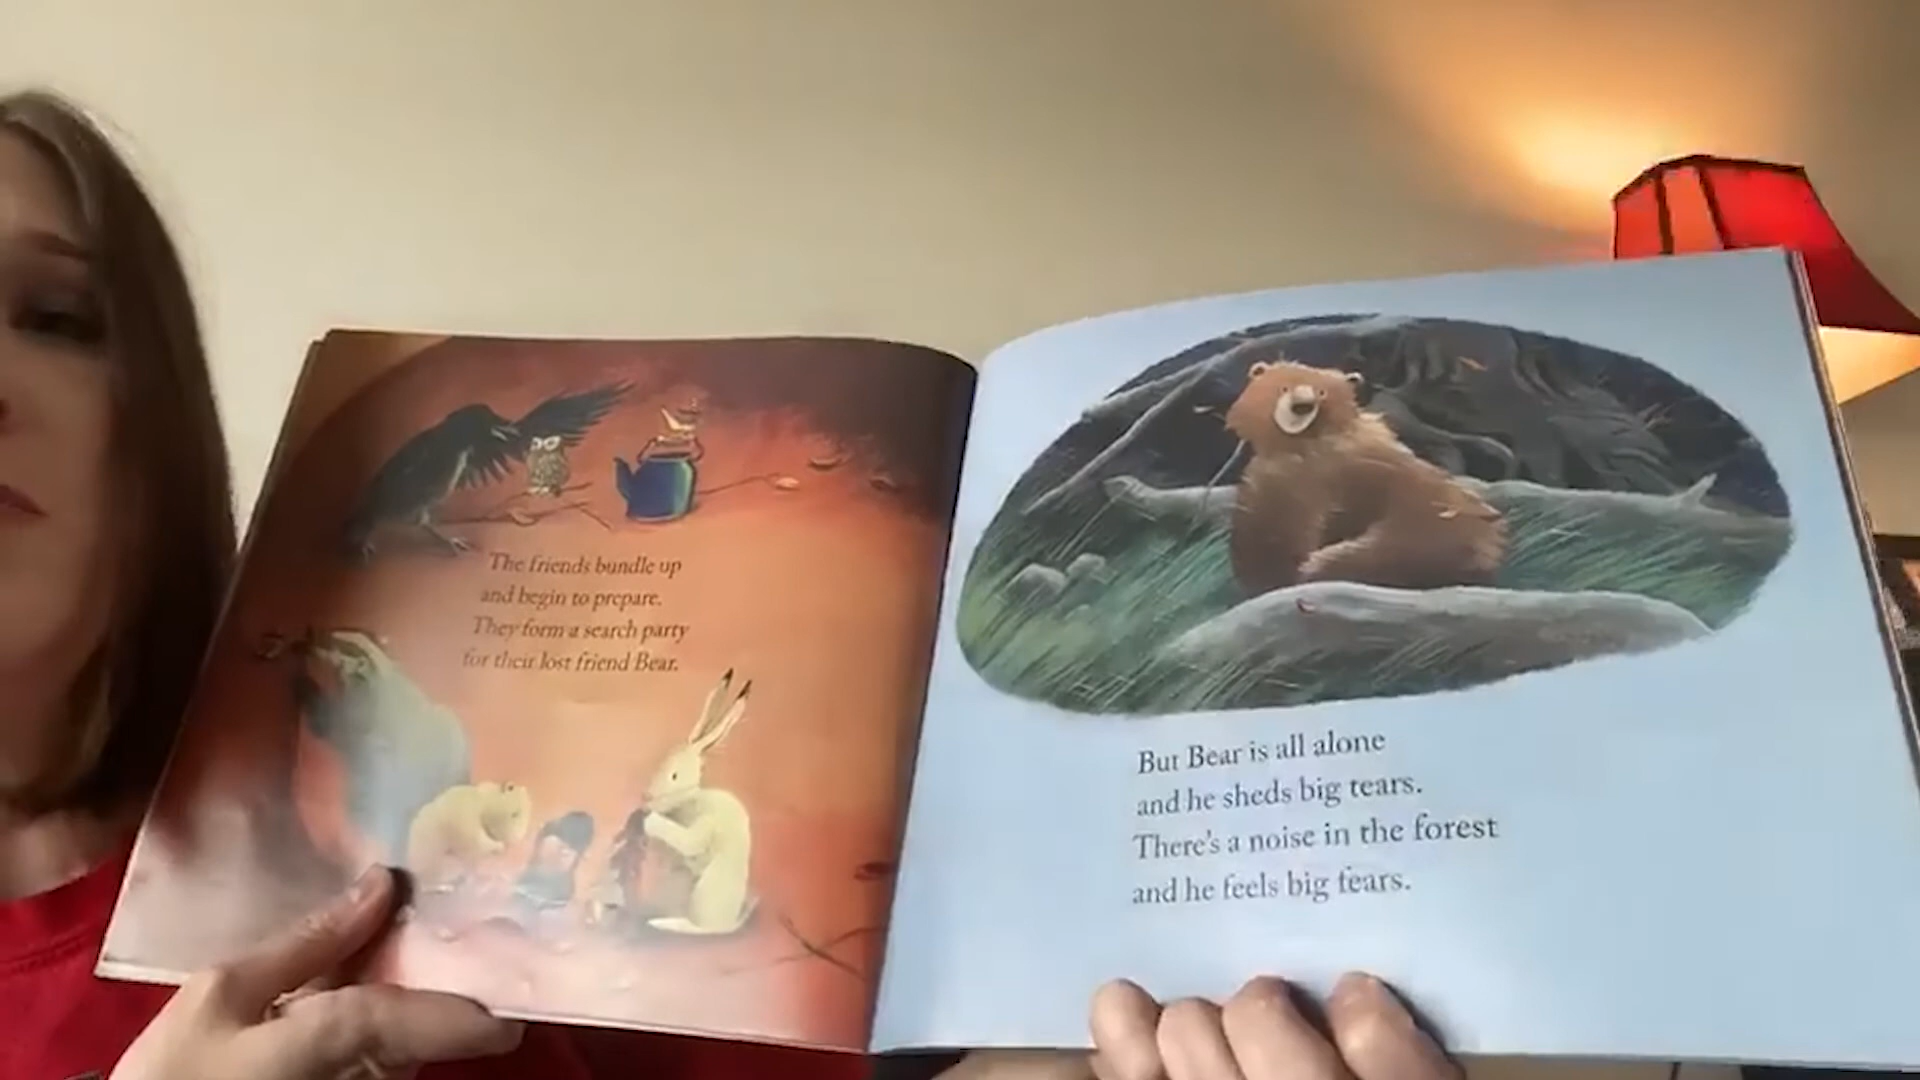 The friends bundle up
and begin to prepare.
They form a search party
for their lost friend Bear.
But Bear is all alone
and he sheds big tears.
There's a noise in the forest
and he feels big fears.